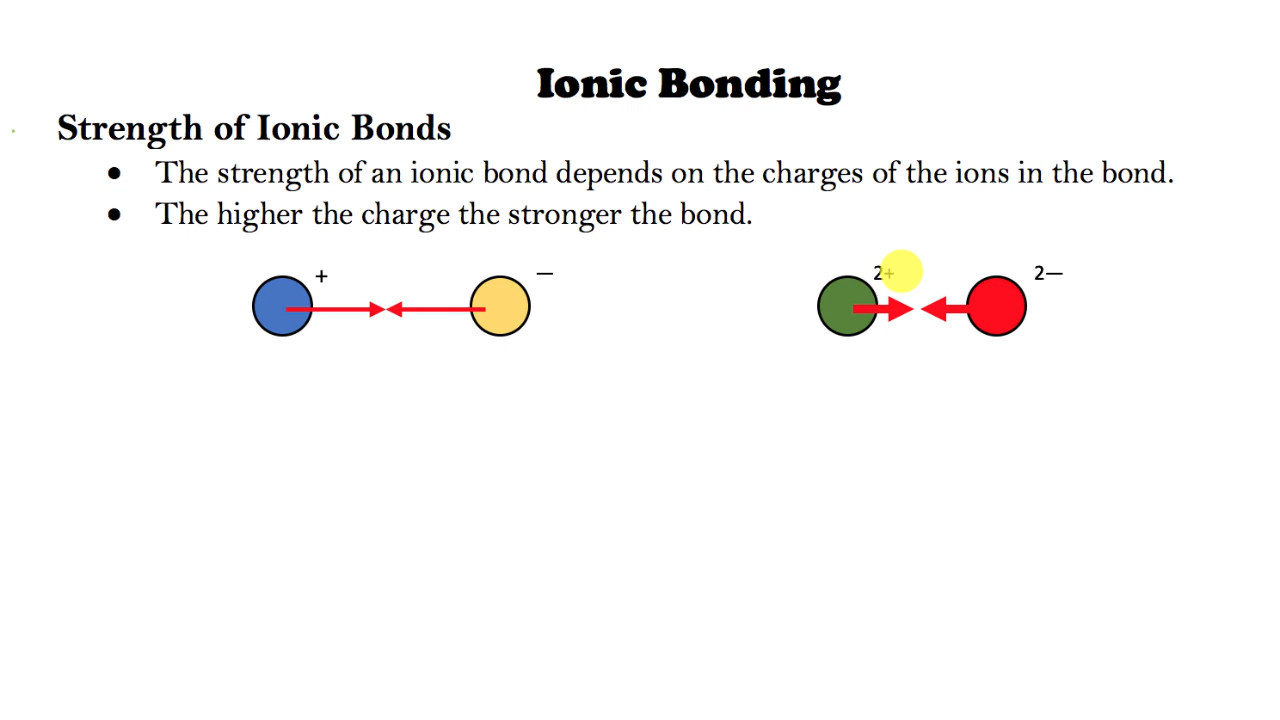 Ionic Bonding
Strength of Ionic Bonds
• The strength of an ionic bond depends on the charges of the ions in the bond.
• The higher the charge the stronger the bond.
+ — 2+ 2—